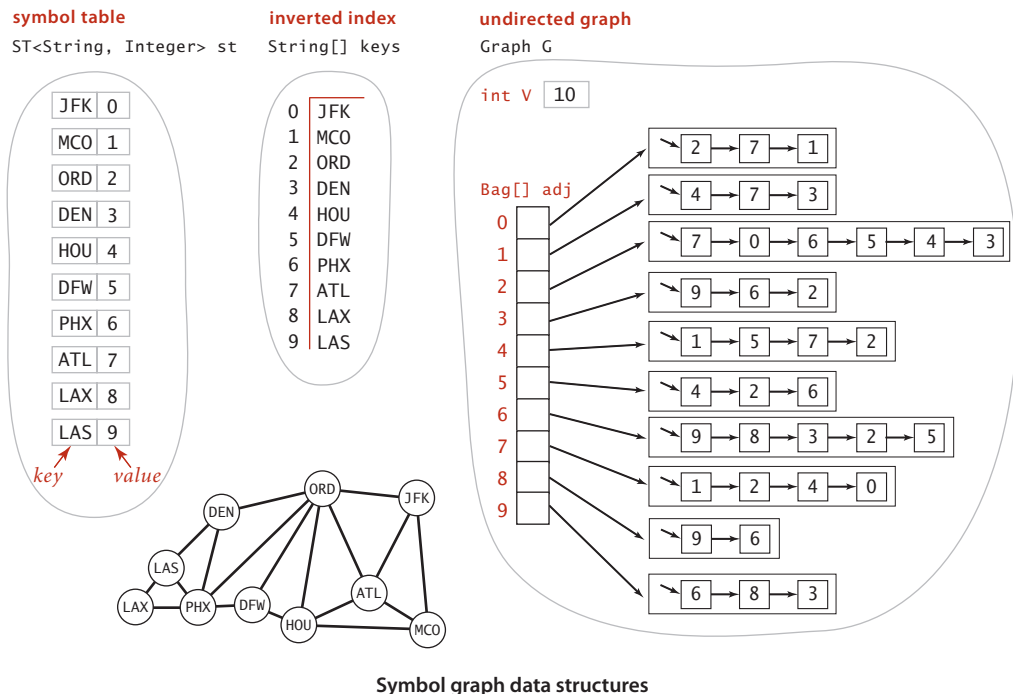 symbol table
ST<String, Integer> st
JFK 0
MCO 1
ORD 2
DEN 3
HOU 4
DFW 5
PHX 6
ATL 7
LAX 8
LAS 9
key value
inverted index
String[] keys
0 JFK
1 MCO
2 ORD
3 DEN
4 HOU
5 DFW
6 PHX
7 ATL
8 LAX
9 LAS
undirected graph
Graph G
int V 10
Bag[] adj
0
1
2
3
4
5
6
7
8
9
2 7 1
4 7 3
7 0 6 5 4 3
9 6 2
1 5 7 2
4 2 6
9 8 3 2 5
1 2 4 0
9 6
6 8 3
ORD
JFK
DEN
LAS
ATL
LAX PHX DFW
HOU
MCO
Symbol graph data structures